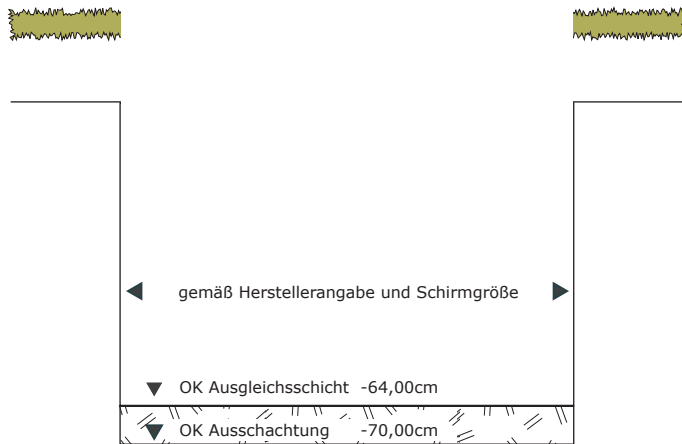 gemäß Herstellerangabe und Schirmgröße
OK Ausgleichsschicht -64,00cm
OK Ausschachtung -70,00cm